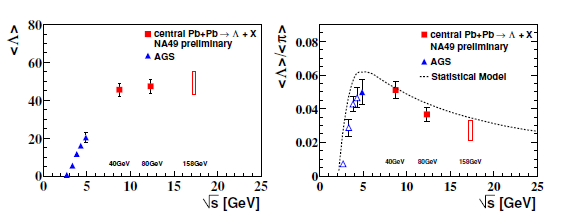 <Λ>
80
60
40
20
0
central Pb+Pb → Λ + X
NA49 preliminary
AGS
40GeV 80GeV 158GeV
0 5 10 15 20 25
√s [GeV]
<Λ>/<π>
0.08
0.06
0.04
0.02
0
central Pb+Pb → Λ + X
NA49 preliminary
AGS
Statistical Model
40GeV 80GeV 158GeV
0 5 10 15 20 25
√s [GeV]